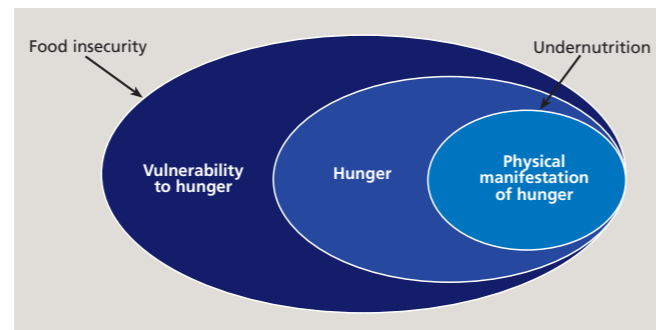 Food insecurity
Undernutrition
Vulnerability
to hunger
Hunger
Physical
manifestation
of hunger